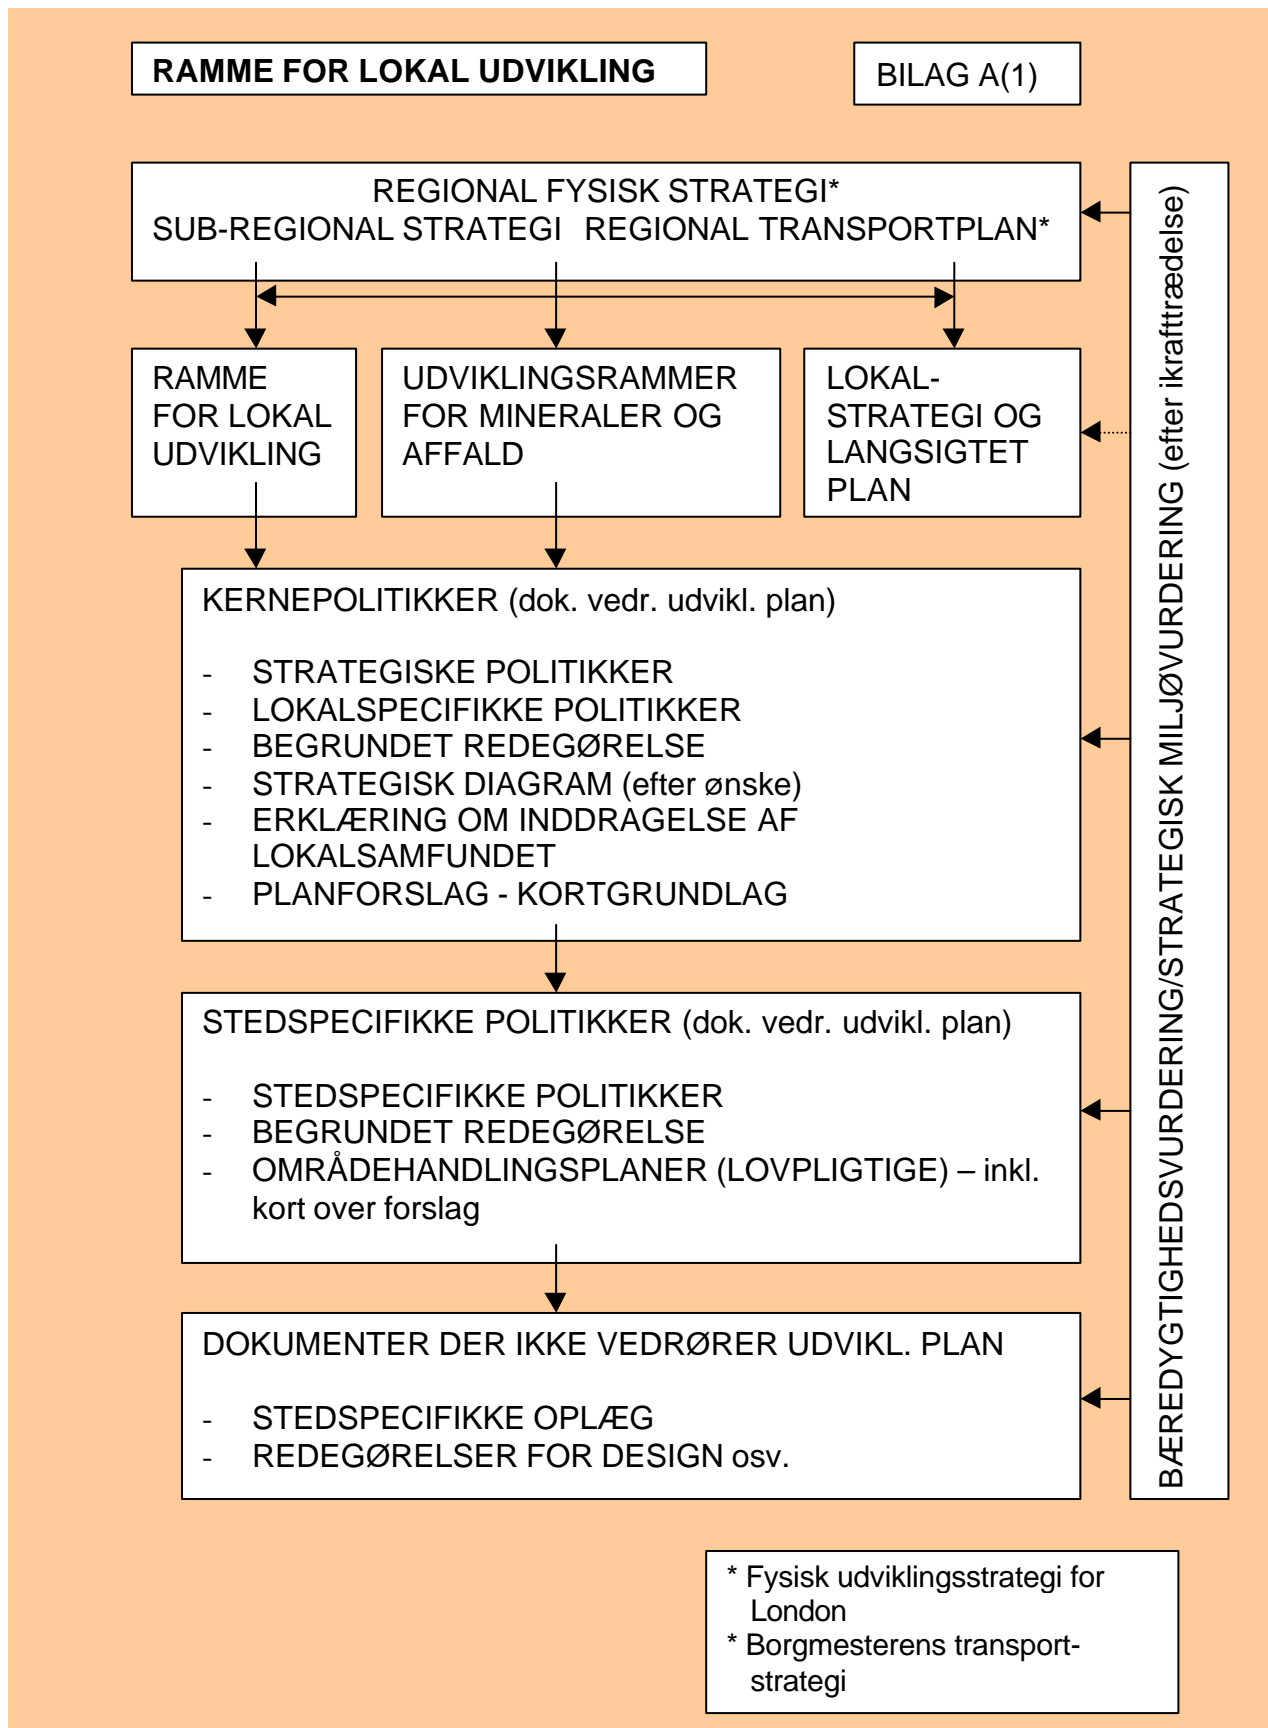 RAMME FOR LOKAL UDVIKLING
BILAG A(1)
REGIONAL FYSISK STRATEGI*
SUB-REGIONAL STRATEGI REGIONAL TRANSPORTPLAN*
RAMME
FOR LOKAL
UDVIKLING
UDVIKLINGSRAMMER
FOR MINERALER OG
AFFALD
LOKAL-
STRATEGI OG
LANGSIGTET
PLAN
KERNEPOLITIKKER (dok. vedr. udvikl. plan)
- STRATEGISKE POLITIKKER
- LOKALSPECIFIKKE POLITIKKER
- BEGRUNDET REDEGØRELSE
- STRATEGISK DIAGRAM (efter ønske)
- ERKLÆRING OM INDDRAGELSE AF
LOKALSAMFUNDET
- PLANFORSLAG - KORTGRUNDLAG
STEDSPECIFIKKE POLITIKKER (dok. vedr. udvikl. plan)
- STEDSPECIFIKKE POLITIKKER
- BEGRUNDET REDEGØRELSE
- OMRÅDEHANDLINGSPLANER (LOVPLIGTIGE) – inkl.
kort over forslag
DOKUMENTER DER IKKE VEDRØRER UDVIKL. PLAN
- STEDSPECIFIKKE OPLÆG
- REDEGØRELSER FOR DESIGN osv.
BÆREDYGTIGHEDSVURDERING/STRATEGISK MILJØVURDERING (efter ikrafttrædelse)
* Fysisk udviklingsstrategi for
London
* Borgmesterens transport-
strategi